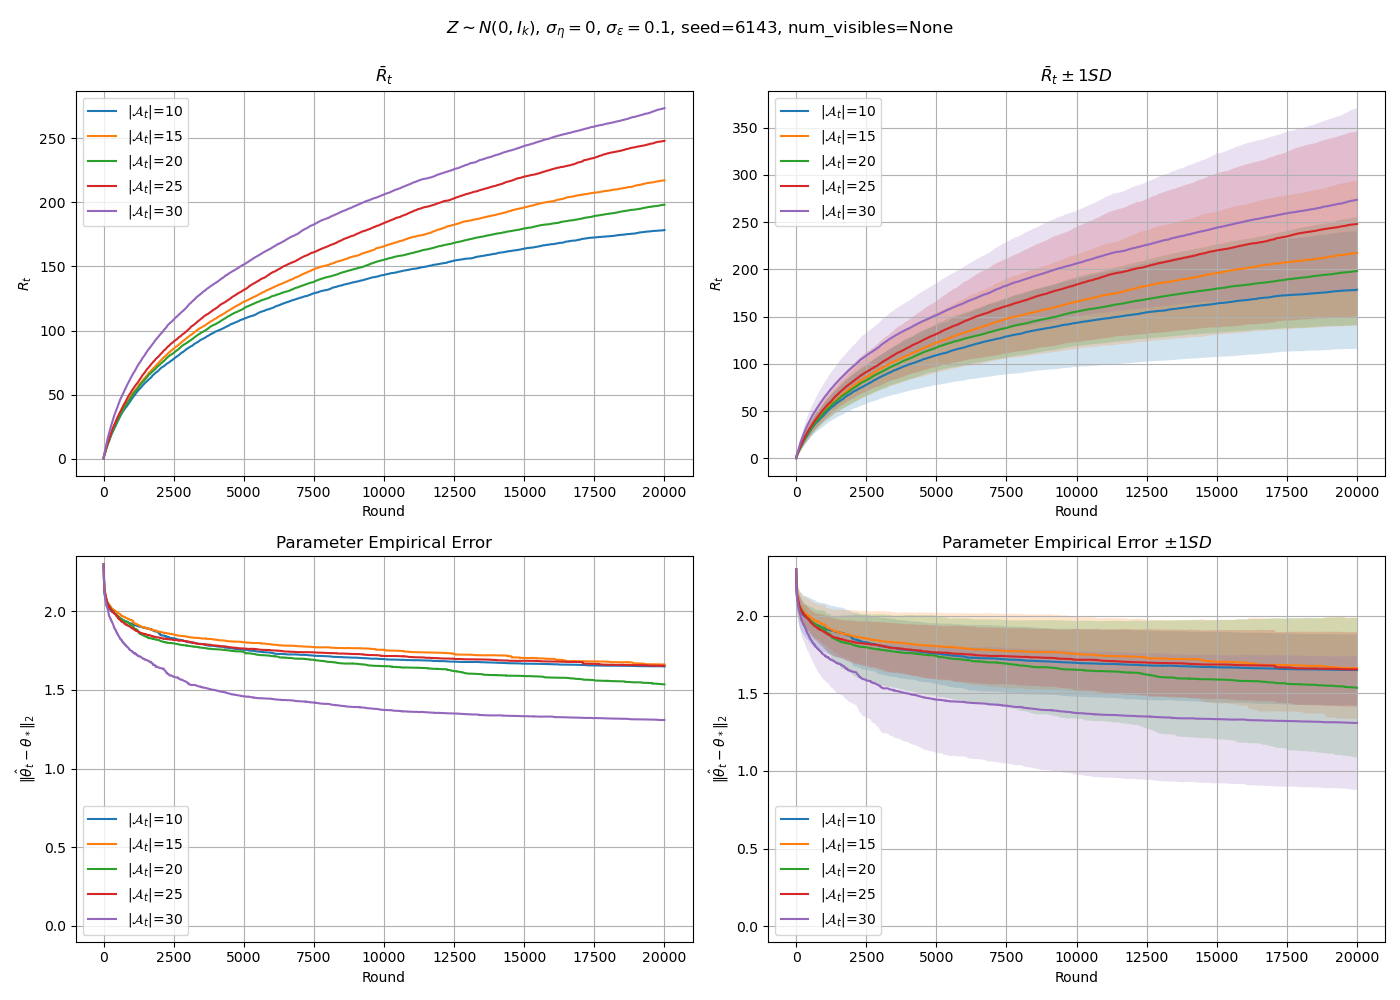 Z ∼ N(0, I_k), σ_η = 0, σ_ε = 0.1, seed=6143, num_visibles=None
R̄_t
R_t
250
200
150
100
50
0
|𝒜_t|=10
|𝒜_t|=15
|𝒜_t|=20
|𝒜_t|=25
|𝒜_t|=30
0 2500 5000 7500 10000 12500 15000 17500 20000
Round
R̄_t ± 1SD
R_t
350
300
250
200
150
100
50
0
|𝒜_t|=10
|𝒜_t|=15
|𝒜_t|=20
|𝒜_t|=25
|𝒜_t|=30
0 2500 5000 7500 10000 12500 15000 17500 20000
Round
Parameter Empirical Error
‖θ̂_t − θ_*‖_2
2.0
1.5
1.0
0.5
0.0
|𝒜_t|=10
|𝒜_t|=15
|𝒜_t|=20
|𝒜_t|=25
|𝒜_t|=30
0 2500 5000 7500 10000 12500 15000 17500 20000
Round
Parameter Empirical Error ±1SD
‖θ̂_t − θ_*‖_2
2.0
1.5
1.0
0.5
0.0
|𝒜_t|=10
|𝒜_t|=15
|𝒜_t|=20
|𝒜_t|=25
|𝒜_t|=30
0 2500 5000 7500 10000 12500 15000 17500 20000
Round